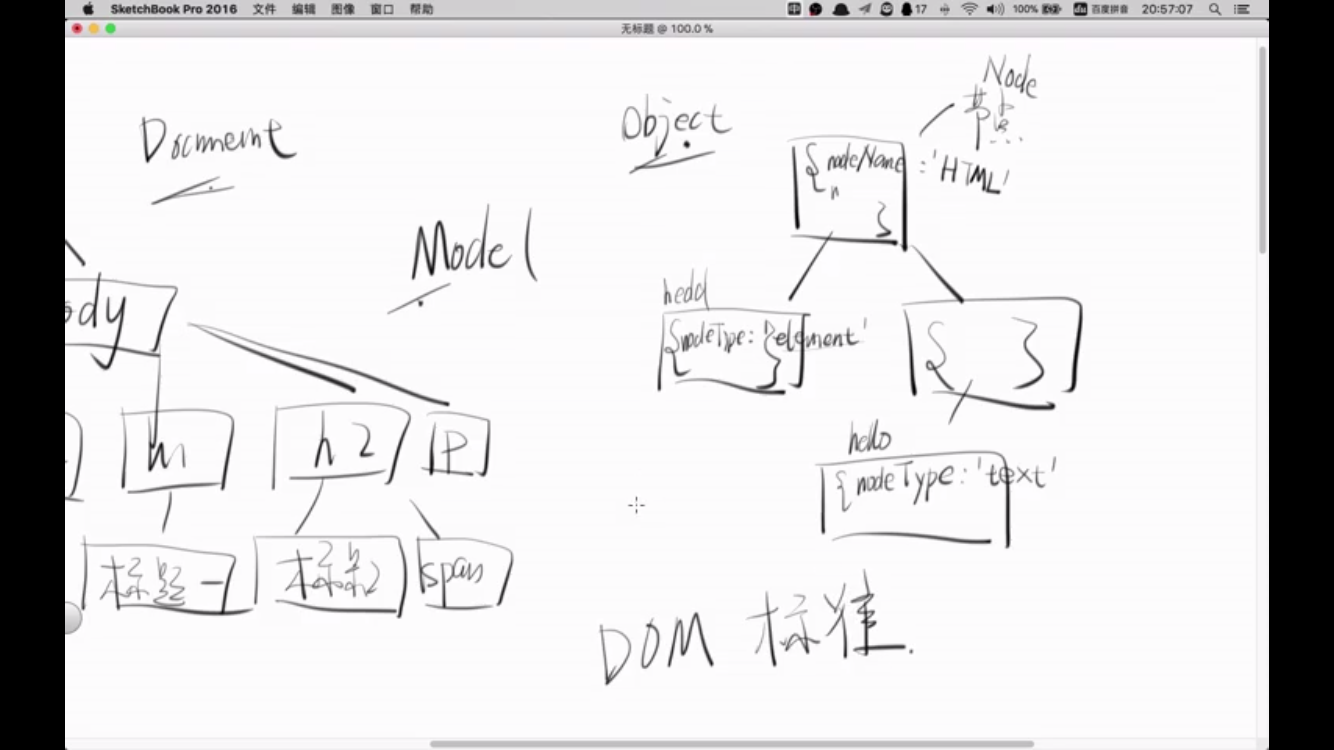 SketchBook Pro 2016 文件 编辑 图像 窗口 帮助 17 100% 百度拼音 20:57:07
无标题 @ 100.0 %
Document
Object
Node
节点...
{nodeName : 'HTML'
}
Model
head
{nodeType: 'element'
}
{ }
ody
h1
h2
p
hello
{nodeType: 'text'
标题一
标题2
span
DOM 标准.